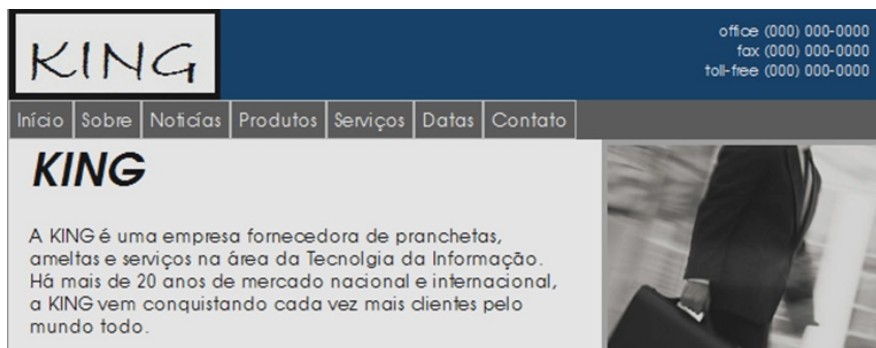 KING
office (000) 000-0000
fax (000) 000-0000
toll-free (000) 000-0000
Início Sobre Noticías Produtos Serviços Datas Contato
KING
A KING é uma empresa fornecedora de pranchetas,
ameltas e serviços na área da Tecnolgia da Informação.
Há mais de 20 anos de mercado nacional e internacional,
a KING vem conquistando cada vez mais clientes pelo
mundo todo.